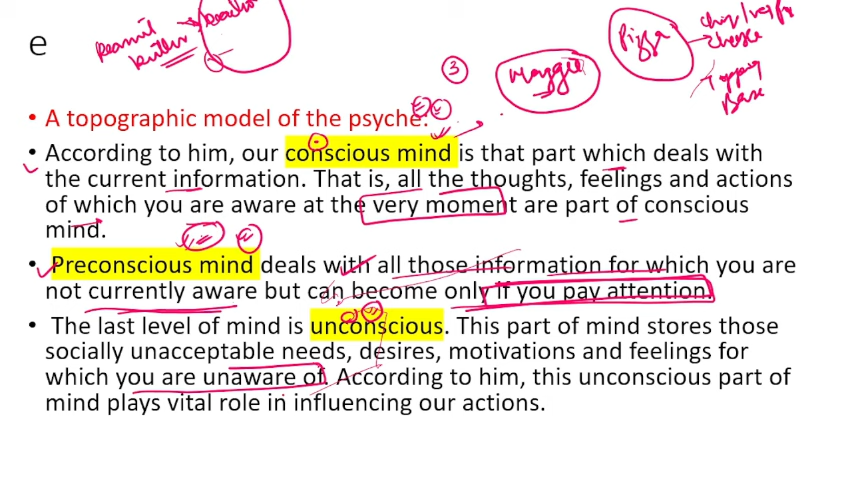 Peanut
butter
Reaction
3
Maggie
Pizza
cheese
Topping
Base
e
• A topographic model of the psyche.
• According to him, our conscious mind is that part which deals with
the current information. That is, all the thoughts, feelings and actions
of which you are aware at the very moment are part of conscious
mind.
• Preconscious mind deals with all those information for which you are
not currently aware but can become only if you pay attention.
• The last level of mind is unconscious. This part of mind stores those
socially unacceptable needs, desires, motivations and feelings for
which you are unaware of. According to him, this unconscious part of
mind plays vital role in influencing our actions.